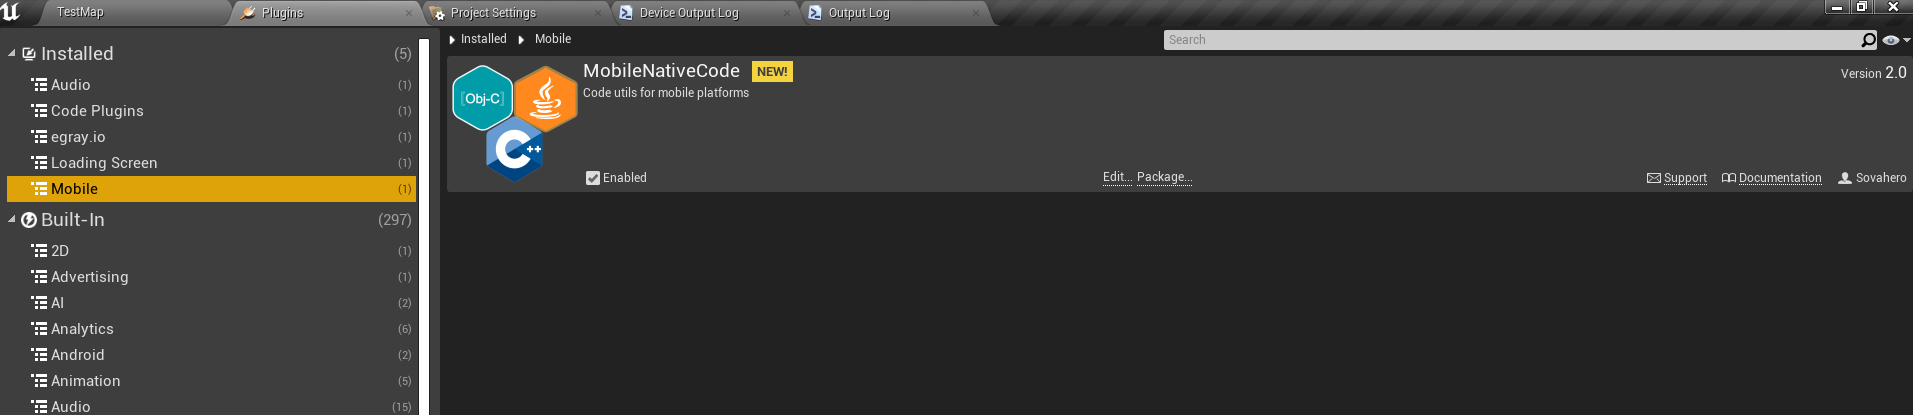 TestMap
Plugins
Project Settings
Device Output Log
Output Log
Installed (5)
Audio (1)
Code Plugins (1)
egray.io (1)
Loading Screen (1)
Mobile (1)
Built-In (297)
2D (1)
Advertising (1)
AI (2)
Analytics (6)
Android (2)
Animation (5)
Audio (15)
Installed Mobile
Search
[Obj-C]
C++
MobileNativeCode NEW!
Version 2.0
Code utils for mobile platforms
Enabled
Edit... Package...
Support Documentation Sovahero